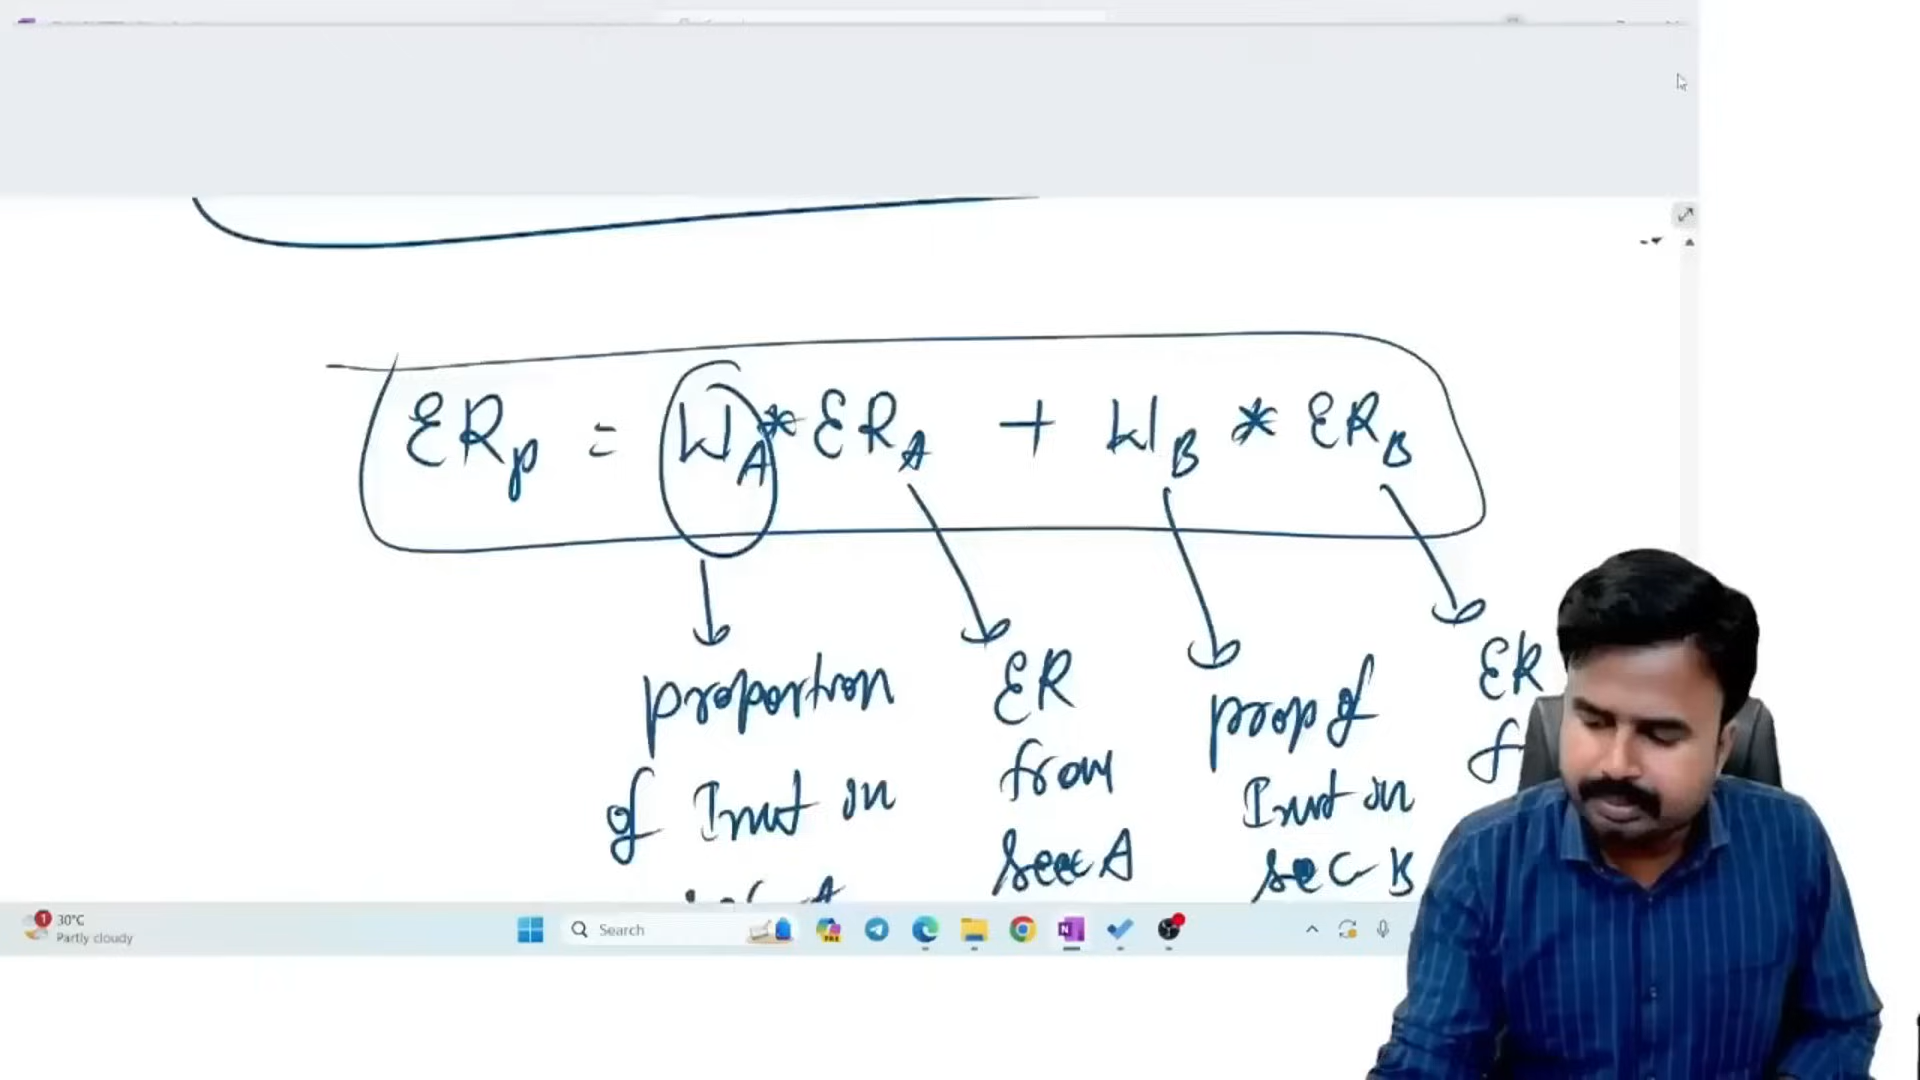 ERp = WA * ERA + WB * ERB
proportion of Invt in
ER from sec A
prop of Invt in sec B
ER
30°C
Partly cloudy
Search